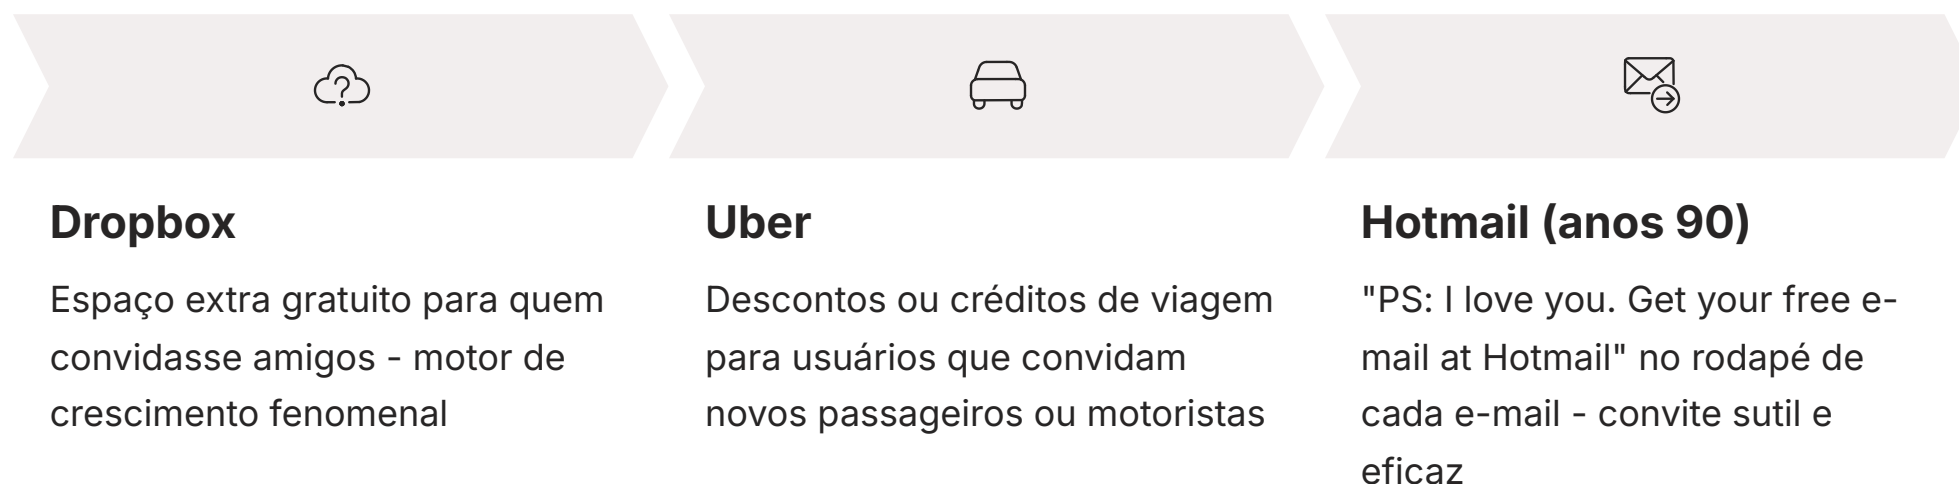 Dropbox
Espaço extra gratuito para quem
convidasse amigos - motor de
crescimento fenomenal
Uber
Descontos ou créditos de viagem
para usuários que convidam
novos passageiros ou motoristas
Hotmail (anos 90)
"PS: I love you. Get your free e-
mail at Hotmail" no rodapé de
cada e-mail - convite sutil e
eficaz